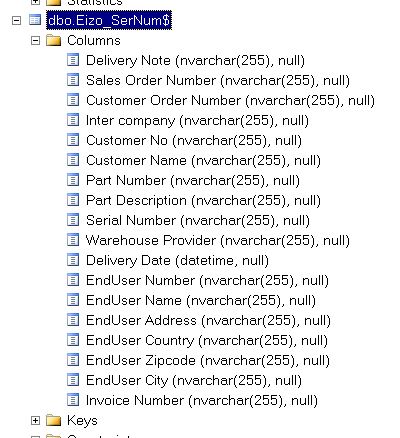 Statistics
dbo.Eizo_SerNum$
Columns
Delivery Note (nvarchar(255), null)
Sales Order Number (nvarchar(255), null)
Customer Order Number (nvarchar(255), null)
Inter company (nvarchar(255), null)
Customer No (nvarchar(255), null)
Customer Name (nvarchar(255), null)
Part Number (nvarchar(255), null)
Part Description (nvarchar(255), null)
Serial Number (nvarchar(255), null)
Warehouse Provider (nvarchar(255), null)
Delivery Date (datetime, null)
EndUser Number (nvarchar(255), null)
EndUser Name (nvarchar(255), null)
EndUser Address (nvarchar(255), null)
EndUser Country (nvarchar(255), null)
EndUser Zipcode (nvarchar(255), null)
EndUser City (nvarchar(255), null)
Invoice Number (nvarchar(255), null)
Keys